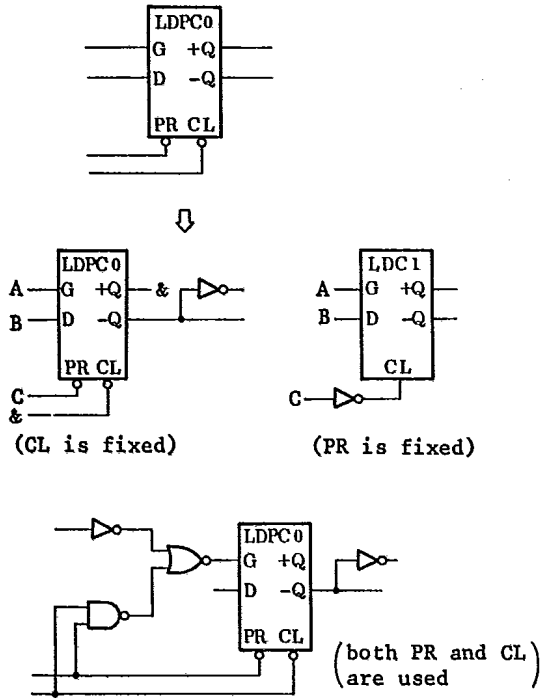 LDPC0
G +Q
D -Q
PR CL
⇩
LDPC0
A G +Q &
B D -Q
PR CL
C
&
(CL is fixed)
LDC1
A G +Q
B D -Q
CL
C
(PR is fixed)
LDPC0
G +Q
D -Q
PR CL
(both PR and CL
are used)